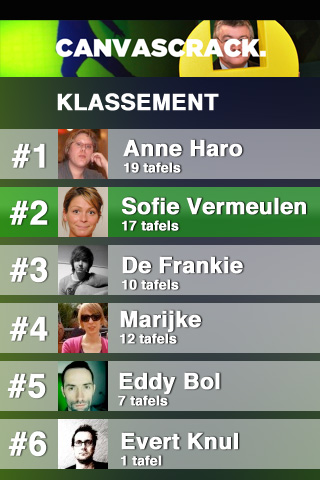 CANVASCRACK.
KLASSEMENT
#1
Anne Haro
19 tafels
#2
Sofie Vermeulen
17 tafels
#3
De Frankie
10 tafels
#4
Marijke
12 tafels
#5
Eddy Bol
7 tafels
#6
Evert Knul
1 tafel